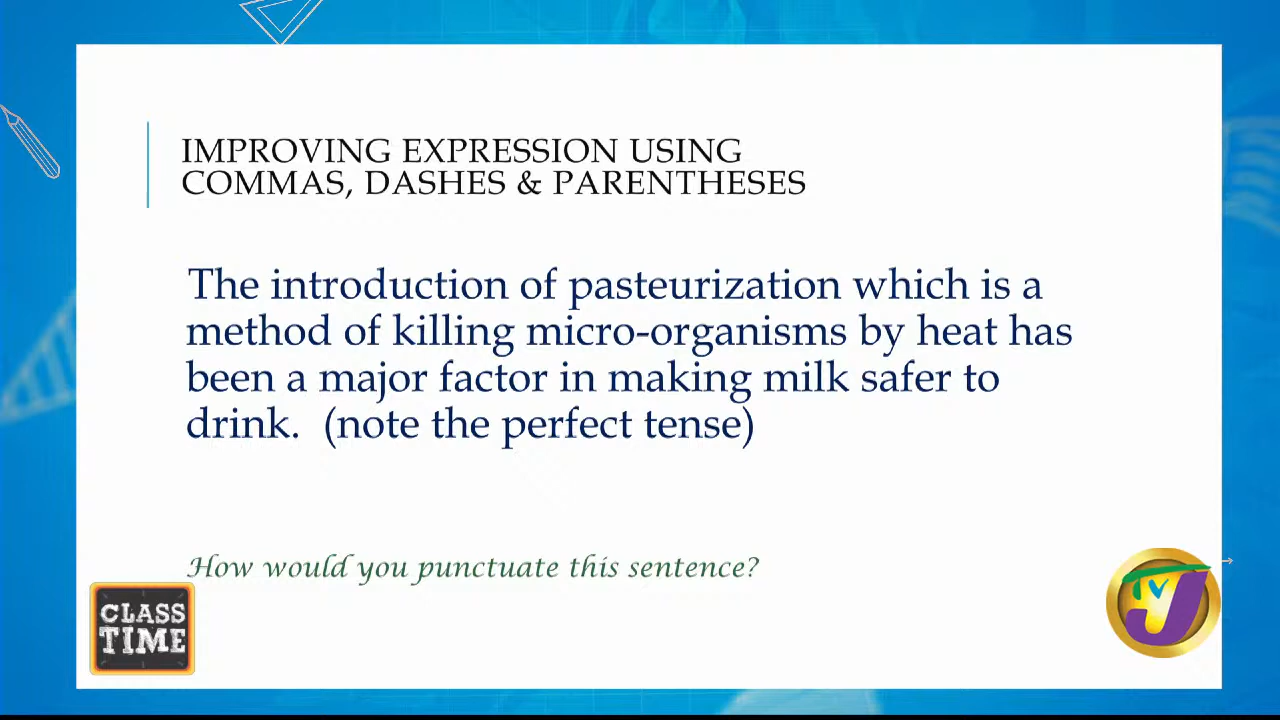 IMPROVING EXPRESSION USING
COMMAS, DASHES & PARENTHESES
The introduction of pasteurization which is a
method of killing micro-organisms by heat has
been a major factor in making milk safer to
drink.  (note the perfect tense)
How would you punctuate this sentence?
CLASS
TIME
TVJ